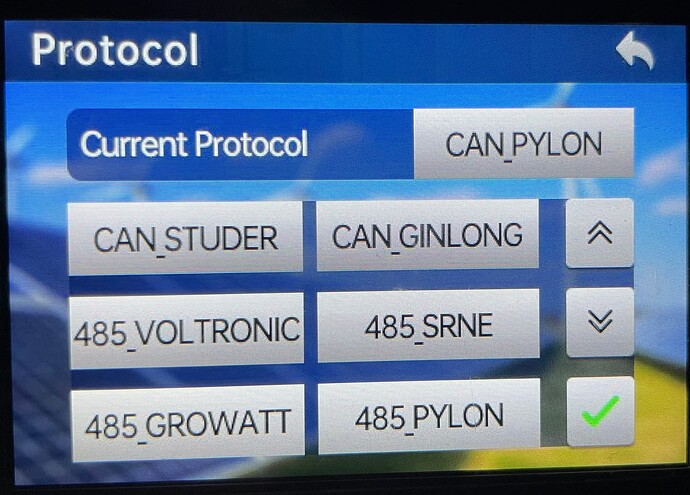 Protocol
Current Protocol CAN_PYLON
CAN_STUDER CAN_GINLONG
485_VOLTRONIC 485_SRNE
485_GROWATT 485_PYLON